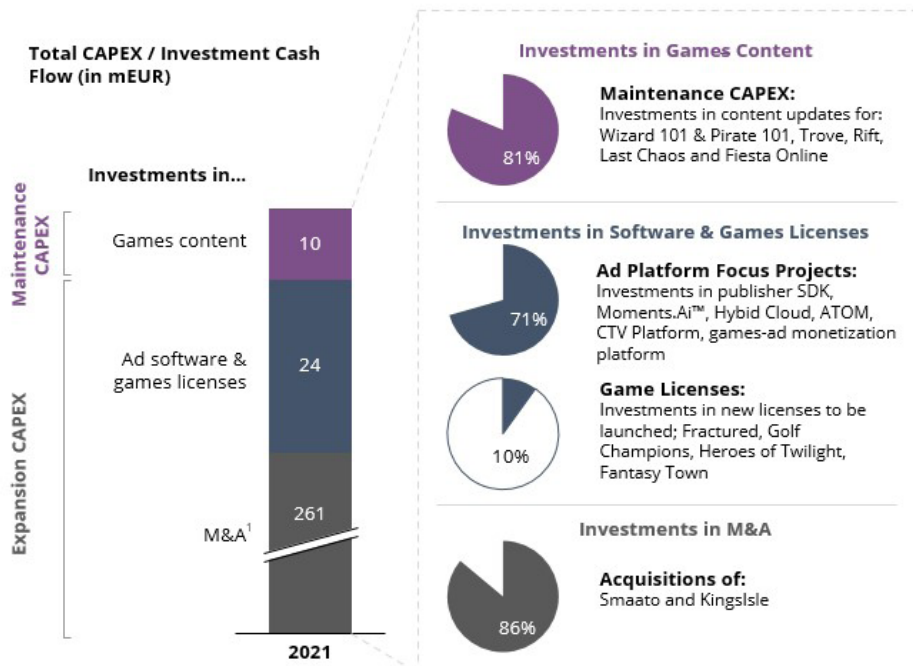 Total CAPEX / Investment Cash
Flow (in mEUR)
Investments in...
Maintenance
CAPEX
Games content
10
Expansion CAPEX
Ad software &
games licenses
24
M&A1
261
2021
Investments in Games Content
81%
Maintenance CAPEX:
Investments in content updates for:
Wizard 101 & Pirate 101, Trove, Rift,
Last Chaos and Fiesta Online
Investments in Software & Games Licenses
71%
Ad Platform Focus Projects:
Investments in publisher SDK,
Moments.Ai™, Hybid Cloud, ATOM,
CTV Platform, games-ad monetization
platform
10%
Game Licenses:
Investments in new licenses to be
launched; Fractured, Golf
Champions, Heroes of Twilight,
Fantasy Town
Investments in M&A
86%
Acquisitions of:
Smaato and KingsIsle